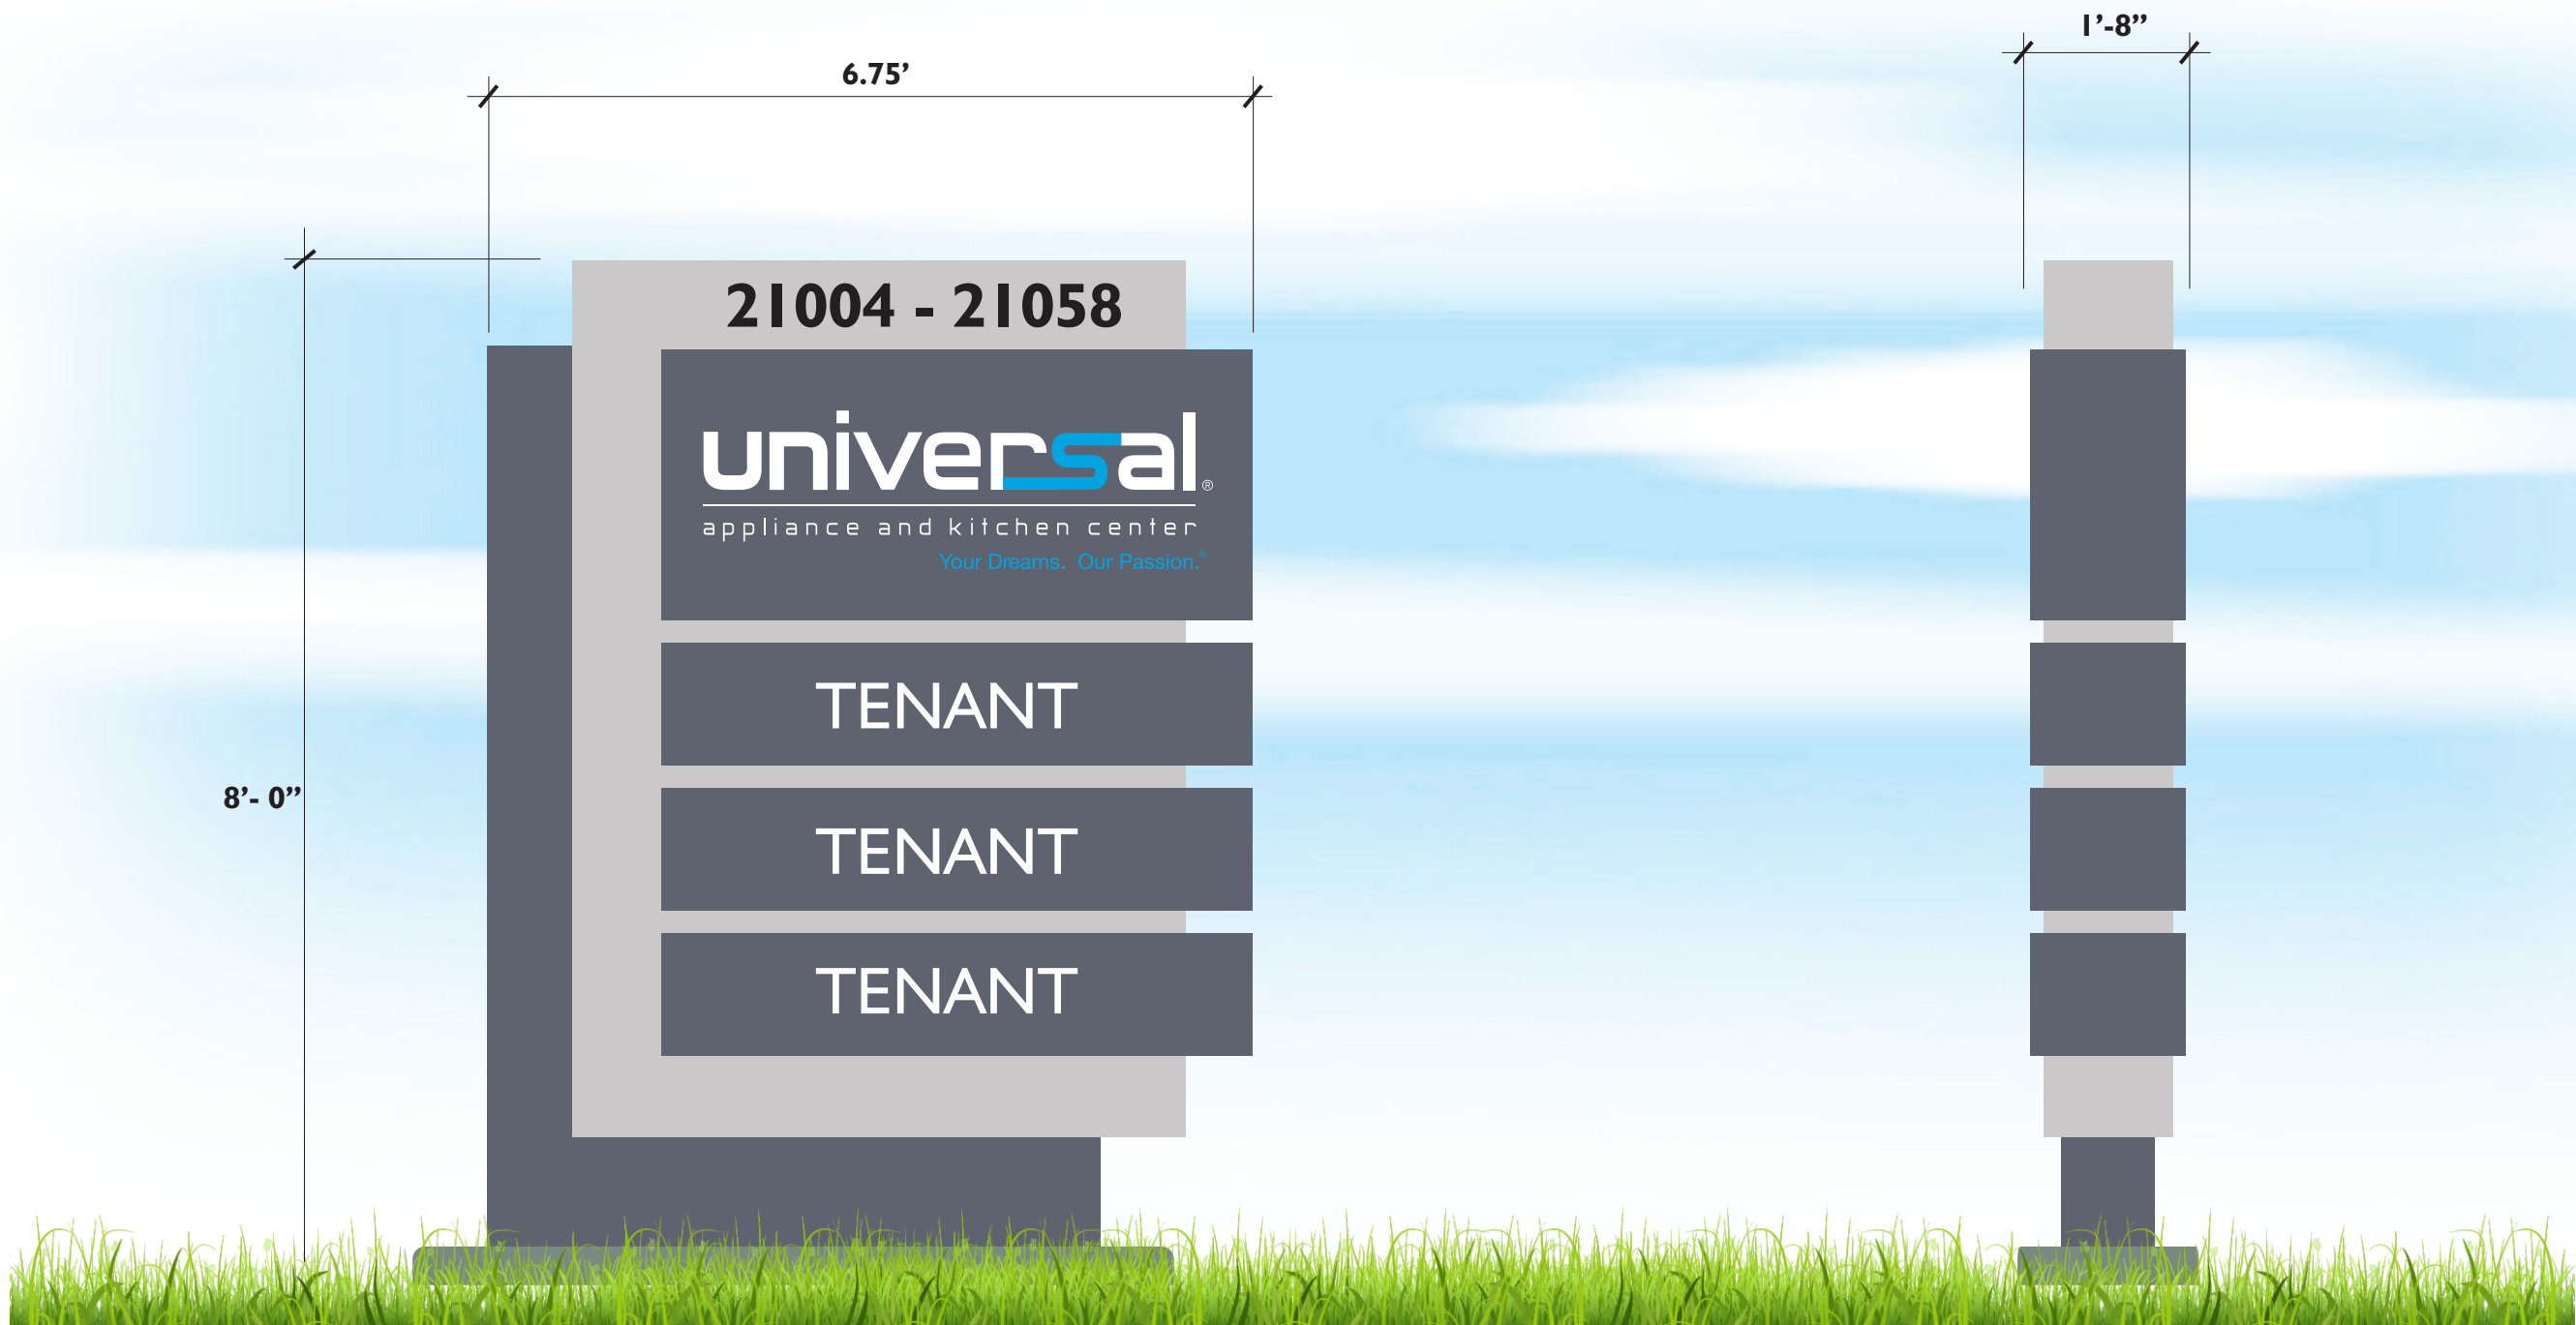 1’-8”
6.75’
21004 - 21058
universal®
appliance and kitchen center
Your Dreams. Our Passion.®
TENANT
8’- 0”
TENANT
TENANT